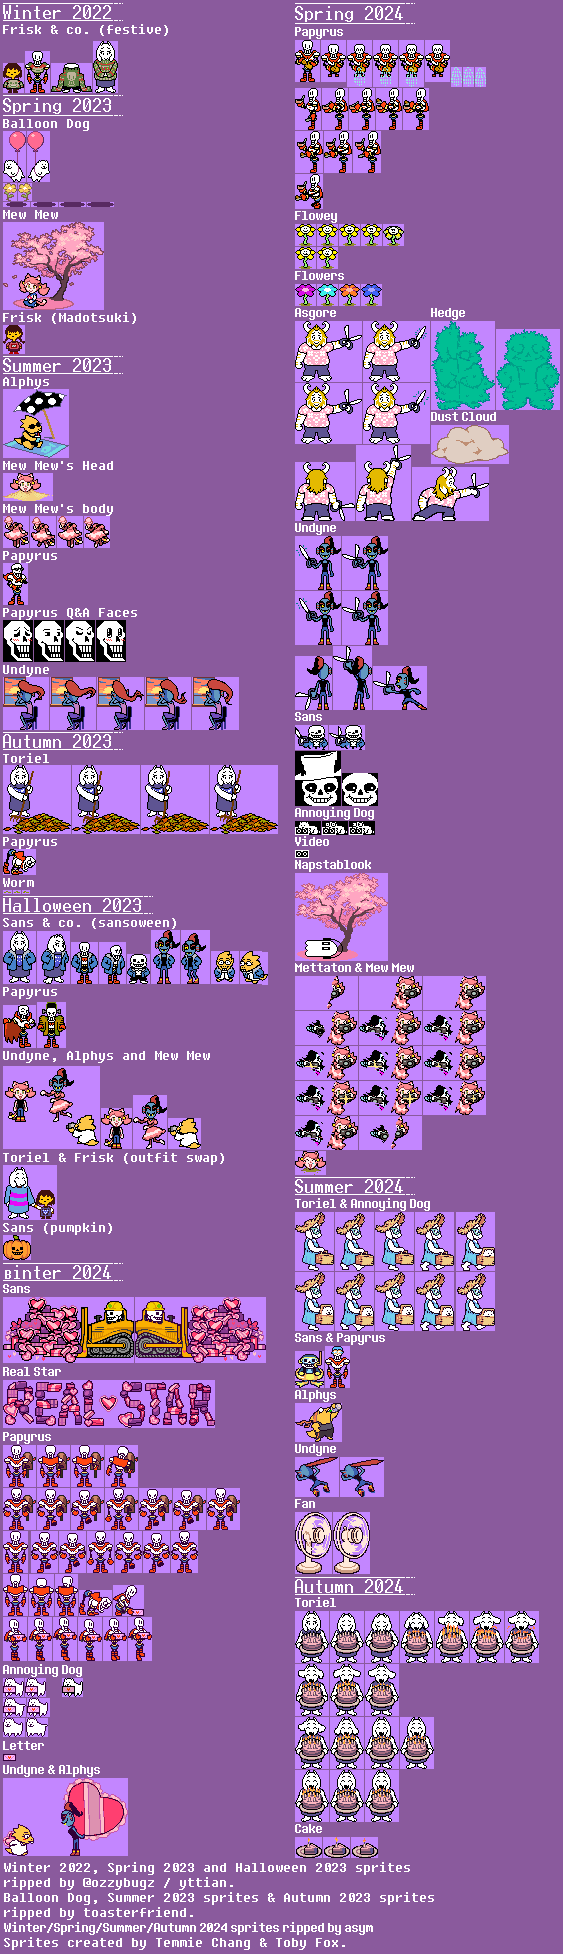 Winter 2022
Frisk & co. (festive)
Spring 2023
Balloon Dog
Mew Mew
Frisk (Madotsuki)
Summer 2023
Alphys
Mew Mew's Head
Mew Mew's body
Papyrus
Papyrus Q&A Faces
Undyne
Autumn 2023
Toriel
Papyrus
Worm
Halloween 2023
Sans & co. (sansoween)
Papyrus
Undyne, Alphys and Mew Mew
Toriel & Frisk (outfit swap)
Sans (pumpkin)
Winter 2024
Sans
Real Star
REAL STAR
Papyrus
Annoying Dog
Letter
Undyne & Alphys
Spring 2024
Papyrus
Flowey
Flowers
Asgore
Hedge
Dust Cloud
Undyne
Sans
Annoying Dog
Video
Napstablook
Mettaton & Mew Mew
Summer 2024
Toriel & Annoying Dog
Sans & Papyrus
Alphys
Undyne
Fan
Autumn 2024
Toriel
Cake
Winter 2022, Spring 2023 and Halloween 2023 sprites
ripped by @ozzybugz / yttian.
Balloon Dog, Summer 2023 sprites & Autumn 2023 sprites
ripped by toasterfriend.
Winter/Spring/Summer/Autumn 2024 sprites ripped by asym
Sprites created by Temmie Chang & Toby Fox.